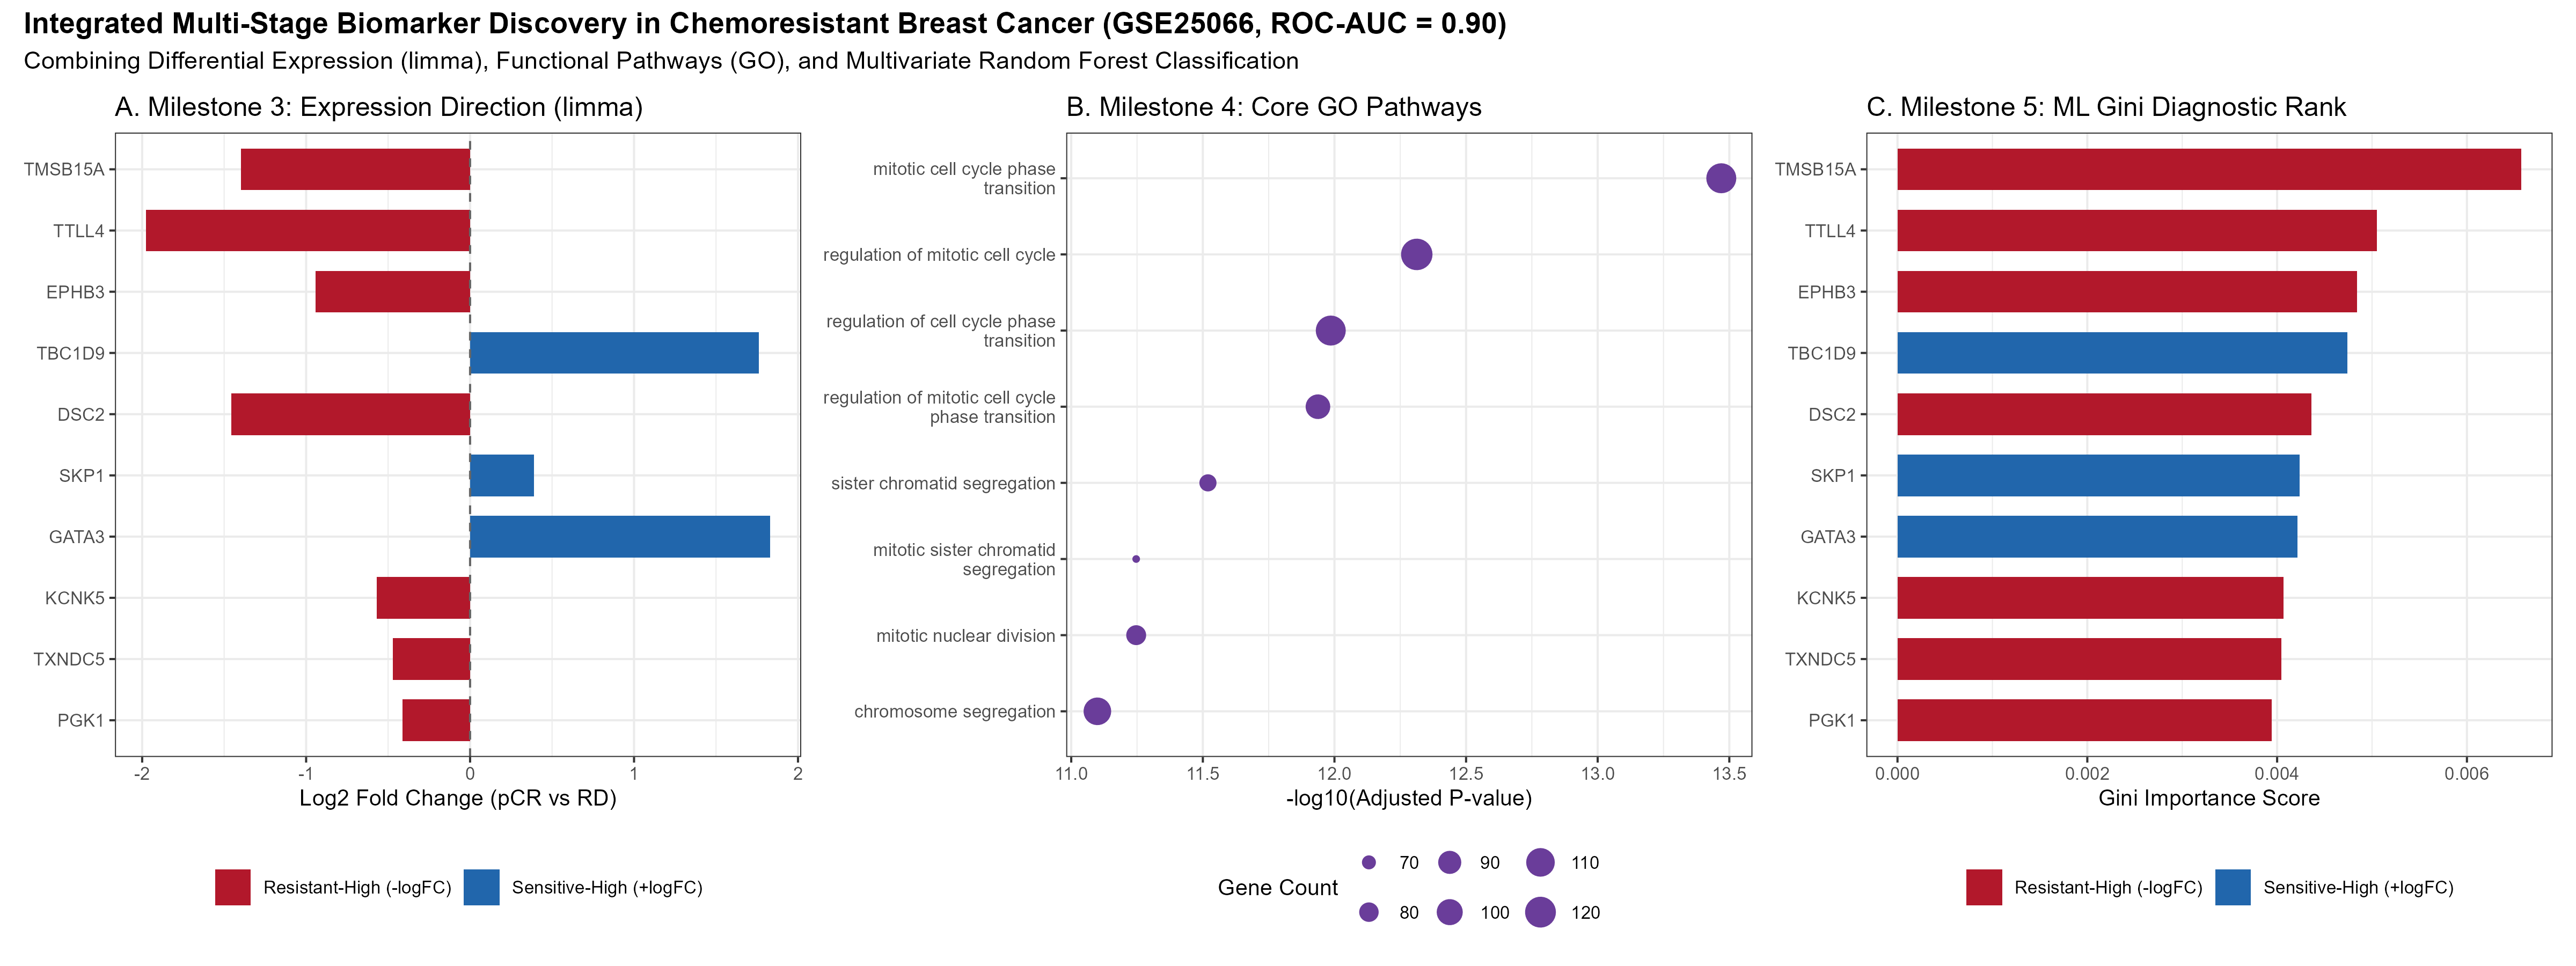 Integrated Multi-Stage Biomarker Discovery in Chemoresistant Breast Cancer (GSE25066, ROC-AUC = 0.90)
Combining Differential Expression (limma), Functional Pathways (GO), and Multivariate Random Forest Classification
A. Milestone 3: Expression Direction (limma)
TMSB15A
TTLL4
EPHB3
TBC1D9
DSC2
SKP1
GATA3
KCNK5
TXNDC5
PGK1
-2 -1 0 1 2
Log2 Fold Change (pCR vs RD)
Resistant-High (-logFC) Sensitive-High (+logFC)
B. Milestone 4: Core GO Pathways
mitotic cell cycle phase
transition
regulation of mitotic cell cycle
regulation of cell cycle phase
transition
regulation of mitotic cell cycle
phase transition
sister chromatid segregation
mitotic sister chromatid
segregation
mitotic nuclear division
chromosome segregation
11.0 11.5 12.0 12.5 13.0 13.5
-log10(Adjusted P-value)
Gene Count
70 90 110
80 100 120
C. Milestone 5: ML Gini Diagnostic Rank
TMSB15A
TTLL4
EPHB3
TBC1D9
DSC2
SKP1
GATA3
KCNK5
TXNDC5
PGK1
0.000 0.002 0.004 0.006
Gini Importance Score
Resistant-High (-logFC) Sensitive-High (+logFC)